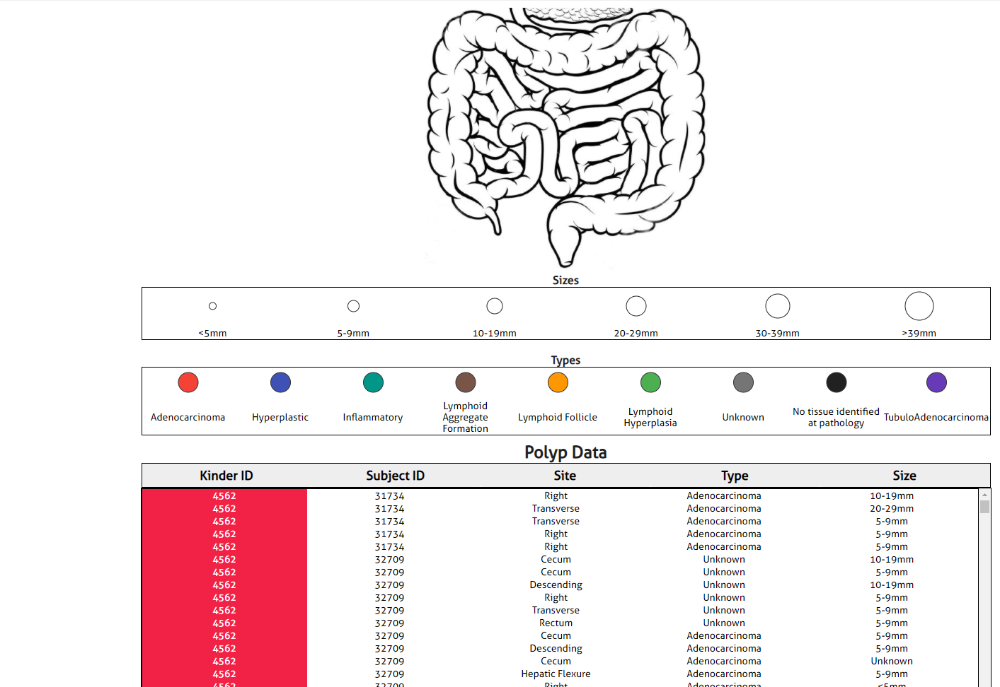 Sizes
<5mm 5-9mm 10-19mm 20-29mm 30-39mm >39mm
Types
Adenocarcinoma Hyperplastic Inflammatory Lymphoid Aggregate Formation Lymphoid Follicle Lymphoid Hyperplasia Unknown No tissue identified at pathology TubuloAdenocarcinoma
Polyp Data
Kinder ID Subject ID Site Type Size
4562 31734 Right Adenocarcinoma 10-19mm
4562 31734 Transverse Adenocarcinoma 20-29mm
4562 31734 Transverse Adenocarcinoma 5-9mm
4562 31734 Right Adenocarcinoma 5-9mm
4562 31734 Right Adenocarcinoma 5-9mm
4562 32709 Cecum Unknown 10-19mm
4562 32709 Cecum Unknown 5-9mm
4562 32709 Descending Unknown 10-19mm
4562 32709 Right Unknown 5-9mm
4562 32709 Transverse Unknown 5-9mm
4562 32709 Rectum Unknown 5-9mm
4562 32709 Cecum Adenocarcinoma 5-9mm
4562 32709 Descending Adenocarcinoma 5-9mm
4562 32709 Cecum Adenocarcinoma Unknown
4562 32709 Hepatic Flexure Adenocarcinoma 5-9mm
4562 32709 Right Adenocarcinoma <5mm